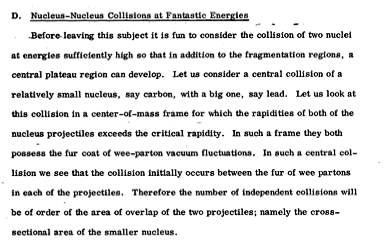 D. Nucleus-Nucleus Collisions at Fantastic Energies
Before leaving this subject it is fun to consider the collision of two nuclei
at energies sufficiently high so that in addition to the fragmentation regions, a
central plateau region can develop. Let us consider a central collision of a
relatively small nucleus, say carbon, with a big one, say lead. Let us look at
this collision in a center-of-mass frame for which the rapidities of both of the
nucleus projectiles exceeds the critical rapidity. In such a frame they both
possess the fur coat of wee-parton vacuum fluctuations. In such a central col-
lision we see that the collision initially occurs between the fur of wee partons
in each of the projectiles. Therefore the number of independent collisions will
be of order of the area of overlap of the two projectiles; namely the cross-
sectional area of the smaller nucleus.